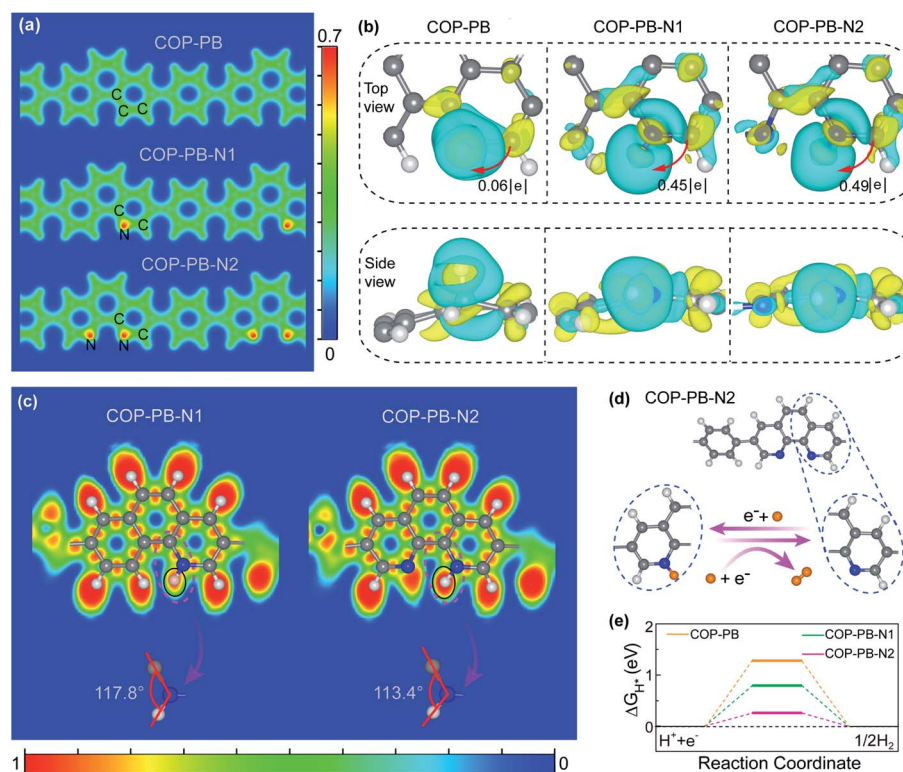 (a)
COP-PB
C
C C
COP-PB-N1
C
C
N
COP-PB-N2
C
C
N N
0.7
0
(b)
COP-PB COP-PB-N1 COP-PB-N2
Top
view
0.06|e| 0.45|e| 0.49|e|
Side
view
(c)
COP-PB-N1 COP-PB-N2
117.8° 113.4°
1 0
(d) COP-PB-N2
e⁻+
+ e⁻
(e)
2
1
0
ΔG_H* (eV)
COP-PB COP-PB-N1
COP-PB-N2
H⁺+e⁻ 1/2H₂
Reaction Coordinate